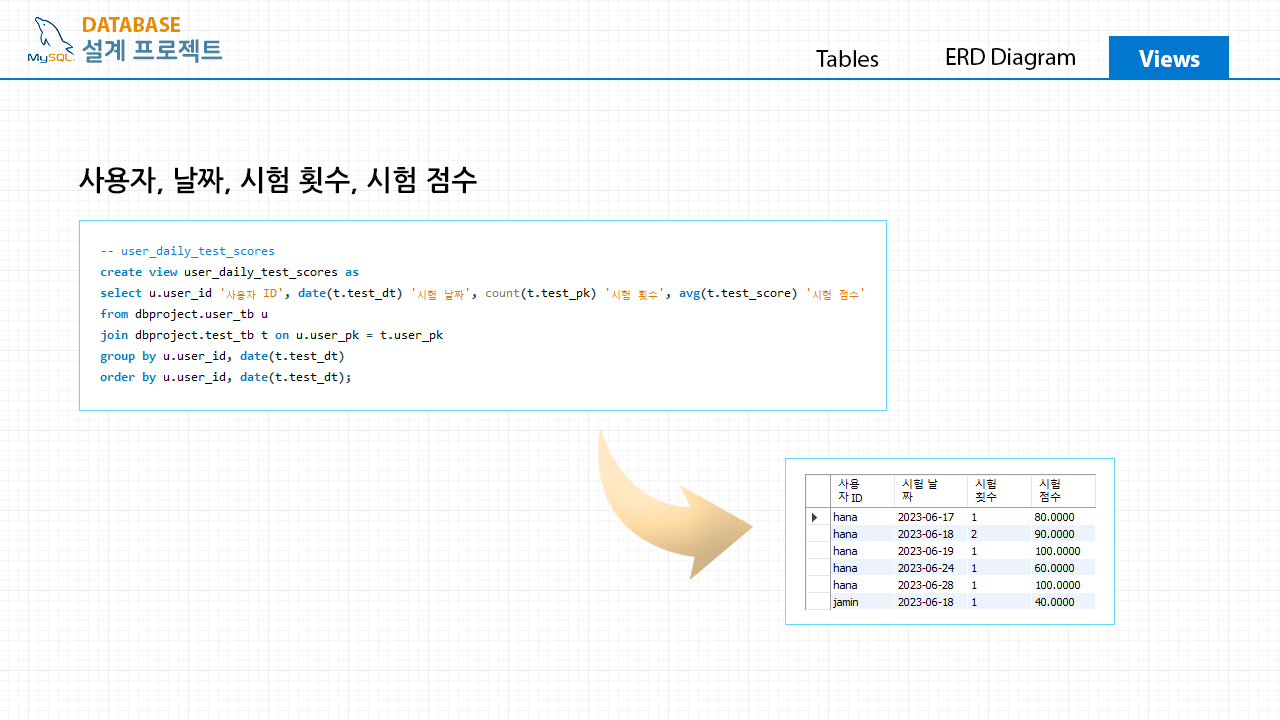 DATABASE
설계 프로젝트
MySQL
Tables
ERD Diagram
Views
사용자, 날짜, 시험 횟수, 시험 점수
-- user_daily_test_scores
create view user_daily_test_scores as
select u.user_id '사용자 ID', date(t.test_dt) '시험 날짜', count(t.test_pk) '시험 횟수', avg(t.test_score) '시험 점수'
from dbproject.user_tb u
join dbproject.test_tb t on u.user_pk = t.user_pk
group by u.user_id, date(t.test_dt)
order by u.user_id, date(t.test_dt);
사용 시험 날 시험 시험
자 ID 짜 횟수 점수
hana 2023-06-17 1 80.0000
hana 2023-06-18 2 90.0000
hana 2023-06-19 1 100.0000
hana 2023-06-24 1 60.0000
hana 2023-06-28 1 100.0000
jamin 2023-06-18 1 40.0000